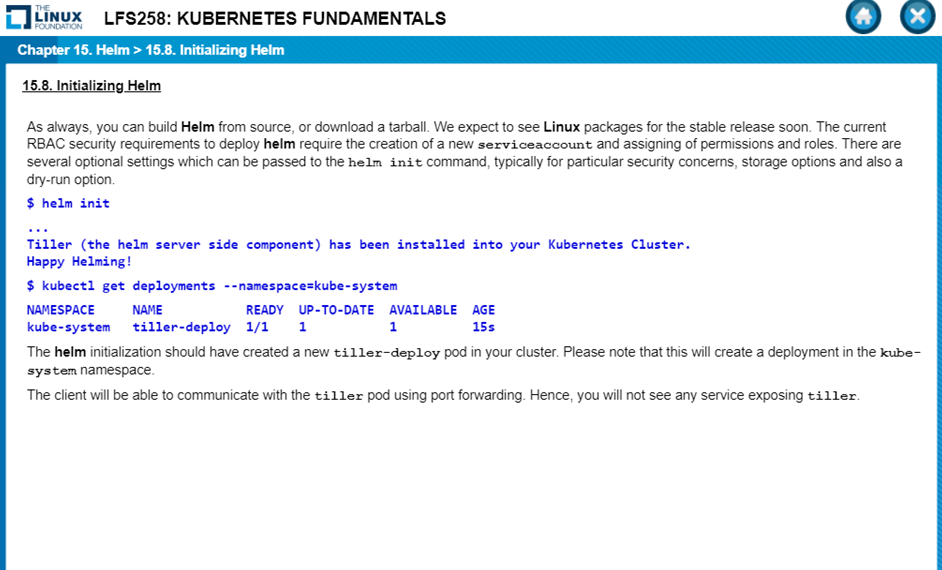 THE
LINUX
FOUNDATION
LFS258: KUBERNETES FUNDAMENTALS
Chapter 15. Helm > 15.8. Initializing Helm
15.8. Initializing Helm
As always, you can build Helm from source, or download a tarball. We expect to see Linux packages for the stable release soon. The current
RBAC security requirements to deploy helm require the creation of a new serviceaccount and assigning of permissions and roles. There are
several optional settings which can be passed to the helm init command, typically for particular security concerns, storage options and also a
dry-run option.
$ helm init
...
Tiller (the helm server side component) has been installed into your Kubernetes Cluster.
Happy Helming!
$ kubectl get deployments --namespace=kube-system
NAMESPACE NAME READY UP-TO-DATE AVAILABLE AGE
kube-system tiller-deploy 1/1 1 1 15s
The helm initialization should have created a new tiller-deploy pod in your cluster. Please note that this will create a deployment in the kube-
system namespace.
The client will be able to communicate with the tiller pod using port forwarding. Hence, you will not see any service exposing tiller.